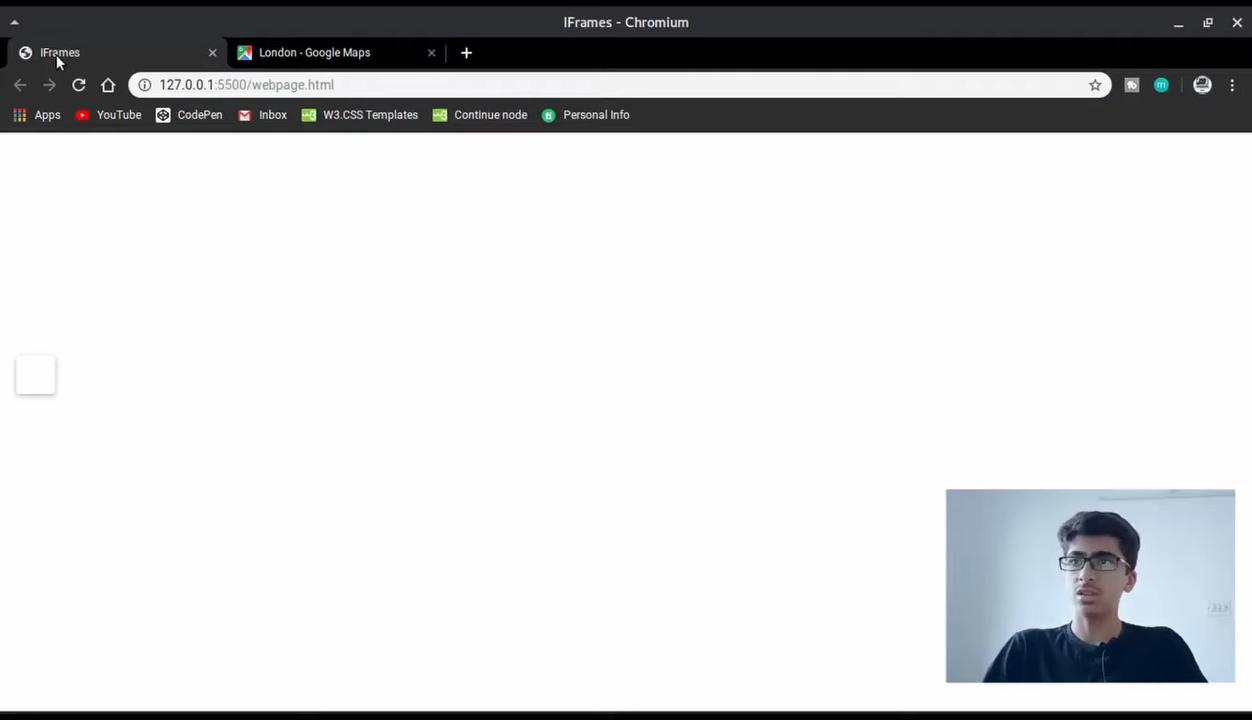 IFrames - Chromium
IFrames
London - Google Maps
127.0.0.1:5500/webpage.html
Apps
YouTube
CodePen
Inbox
W3.CSS Templates
Continue node
Personal Info